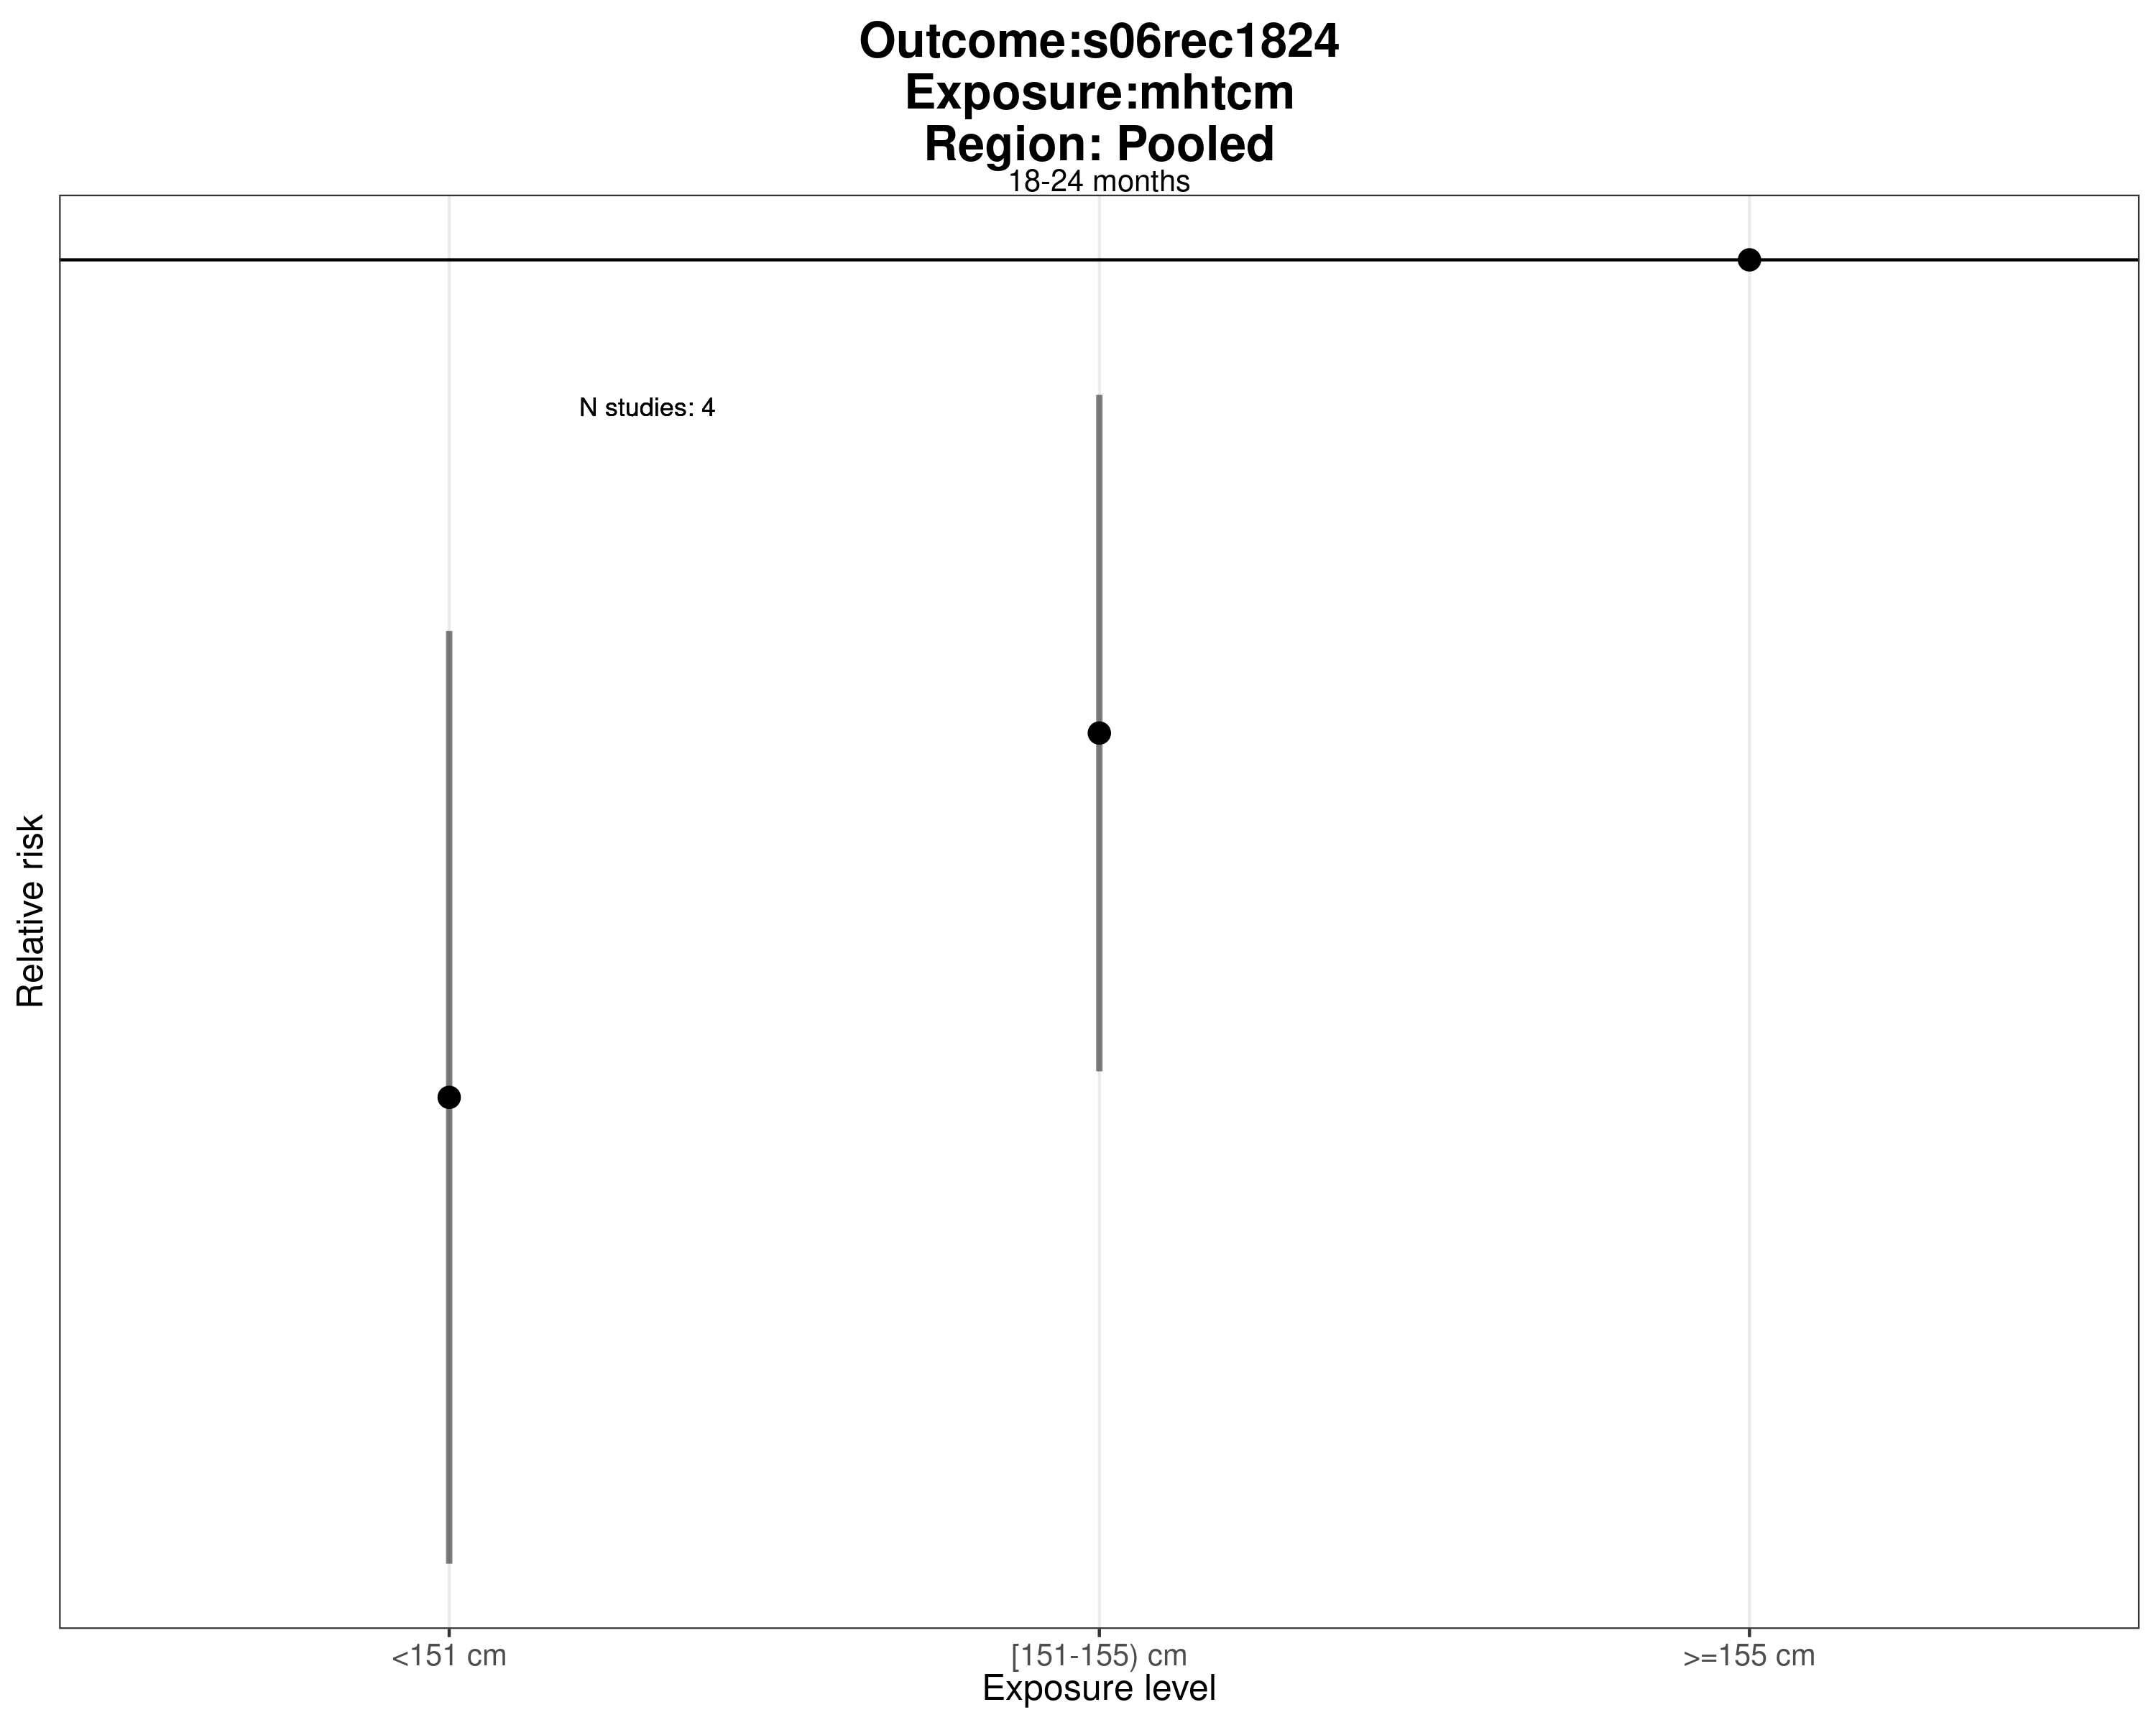 Outcome:s06rec1824
Exposure:mhtcm
Region: Pooled
18-24 months
N studies: 4
Relative risk
<151 cm
[151-155) cm
>=155 cm
Exposure level